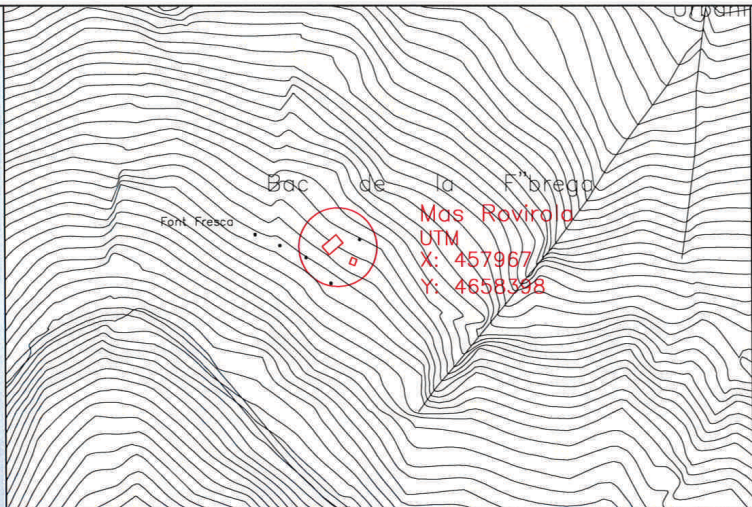 Bac de la F"brega
Font Fresca
Mas Rovirola
UTM
X: 457967
Y: 4658398